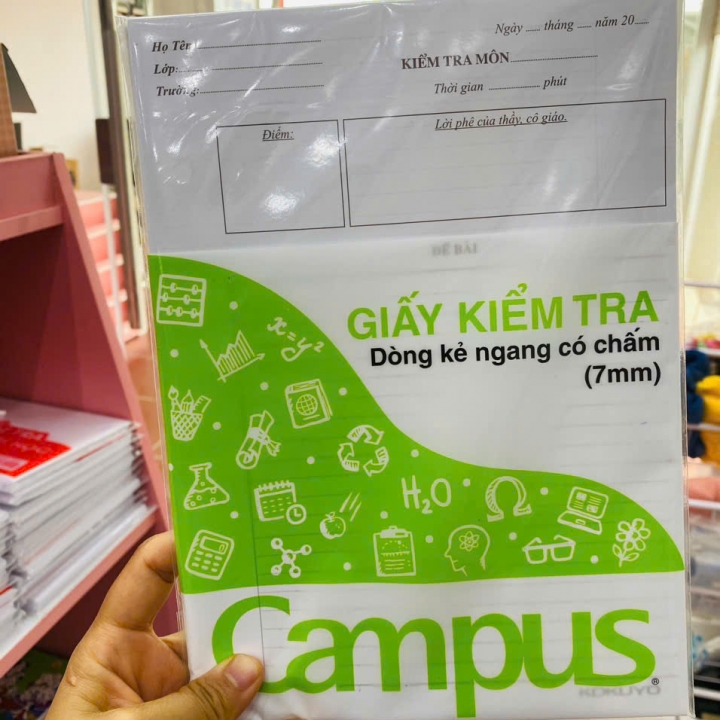 Ngày ...... tháng ...... năm 20......
Họ Tên:
Lớp:
Trường:
KIỂM TRA MÔN
Thời gian ............ phút
Điểm:
Lời phê của thầy, cô giáo.
ĐỀ BÀI
GIẤY KIỂM TRA
Dòng kẻ ngang có chấm
(7mm)
x=y²
H₂O
Ω
Campus
KOKUYO